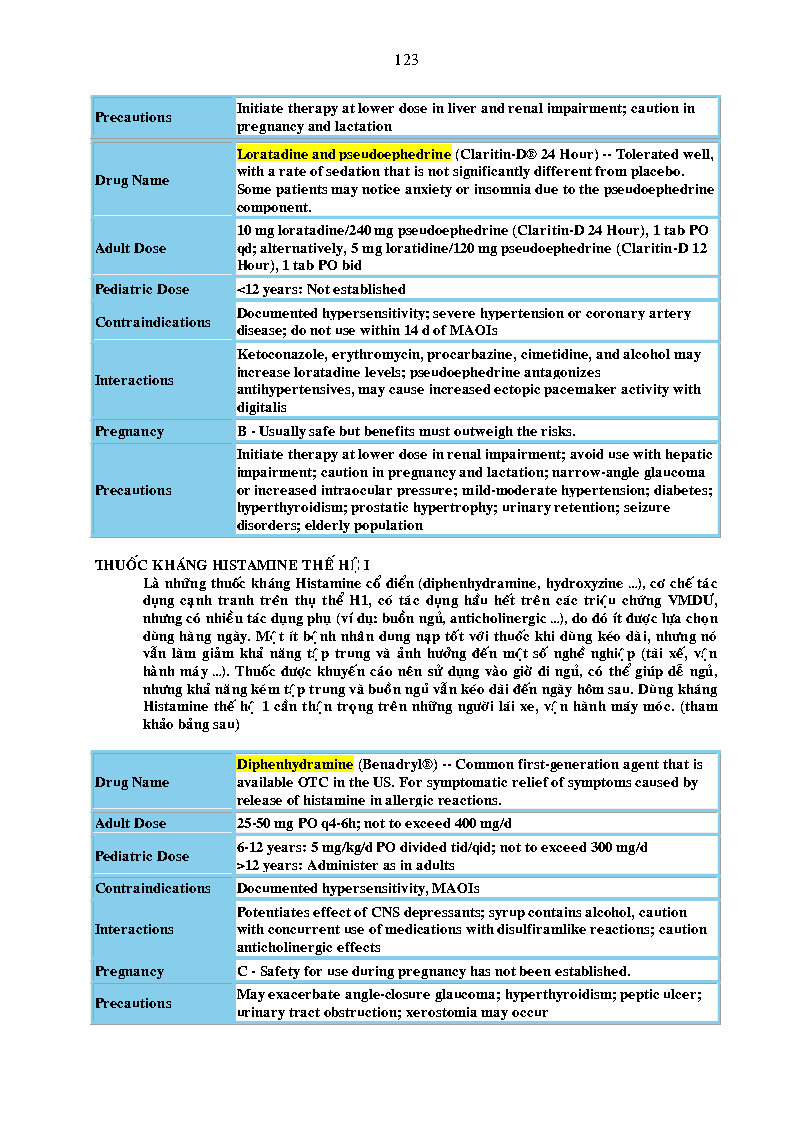 123
Precautions
Initiate therapy at lower dose in liver and renal impairment; caution in
pregnancy and lactation
Drug Name
Loratadine and pseudoephedrine (Claritin-D® 24 Hour) -- Tolerated well,
with a rate of sedation that is not significantly different from placebo.
Some patients may notice anxiety or insomnia due to the pseudoephedrine
component.
Adult Dose
10 mg loratadine/240 mg pseudoephedrine (Claritin-D 24 Hour), 1 tab PO
qd; alternatively, 5 mg loratidine/120 mg pseudoephedrine (Claritin-D 12
Hour), 1 tab PO bid
Pediatric Dose
<12 years: Not established
Contraindications
Documented hypersensitivity; severe hypertension or coronary artery
disease; do not use within 14 d of MAOIs
Interactions
Ketoconazole, erythromycin, procarbazine, cimetidine, and alcohol may
increase loratadine levels; pseudoephedrine antagonizes
antihypertensives, may cause increased ectopic pacemaker activity with
digitalis
Pregnancy
B - Usually safe but benefits must outweigh the risks.
Precautions
Initiate therapy at lower dose in renal impairment; avoid use with hepatic
impairment; caution in pregnancy and lactation; narrow-angle glaucoma
or increased intraocular pressure; mild-moderate hypertension; diabetes;
hyperthyroidism; prostatic hypertrophy; urinary retention; seizure
disorders; elderly population
THUỐC KHÁNG HISTAMINE THẾ HỆ I
Là những thuốc kháng Histamine cổ điển (diphenhydramine, hydroxyzine ...), cơ chế tác
dụng cạnh tranh trên thụ thể H1, có tác dụng hầu hết trên các triệu chứng VMDƯ,
nhưng có nhiều tác dụng phụ (ví dụ: buồn ngủ, anticholinergic ...), do đó ít được lựa chọn
dùng hàng ngày. Một ít bệnh nhân dung nạp tốt với thuốc khi dùng kéo dài, nhưng nó
vẫn làm giảm khả năng tập trung và ảnh hưởng đến một số nghề nghiệp (tài xế, vận
hành máy ...). Thuốc được khuyến cáo nên sử dụng vào giờ đi ngủ, có thể giúp dễ ngủ,
nhưng khả năng kém tập trung và buồn ngủ vẫn kéo dài đến ngày hôm sau. Dùng kháng
Histamine thế hệ 1 cần thận trọng trên những người lái xe, vận hành máy móc. (tham
khảo bảng sau)
Drug Name
Diphenhydramine (Benadryl®) -- Common first-generation agent that is
available OTC in the US. For symptomatic relief of symptoms caused by
release of histamine in allergic reactions.
Adult Dose
25-50 mg PO q4-6h; not to exceed 400 mg/d
Pediatric Dose
6-12 years: 5 mg/kg/d PO divided tid/qid; not to exceed 300 mg/d
>12 years: Administer as in adults
Contraindications
Documented hypersensitivity, MAOIs
Interactions
Potentiates effect of CNS depressants; syrup contains alcohol, caution
with concurrent use of medications with disulfiramlike reactions; caution
anticholinergic effects
Pregnancy
C - Safety for use during pregnancy has not been established.
Precautions
May exacerbate angle-closure glaucoma; hyperthyroidism; peptic ulcer;
urinary tract obstruction; xerostomia may occur